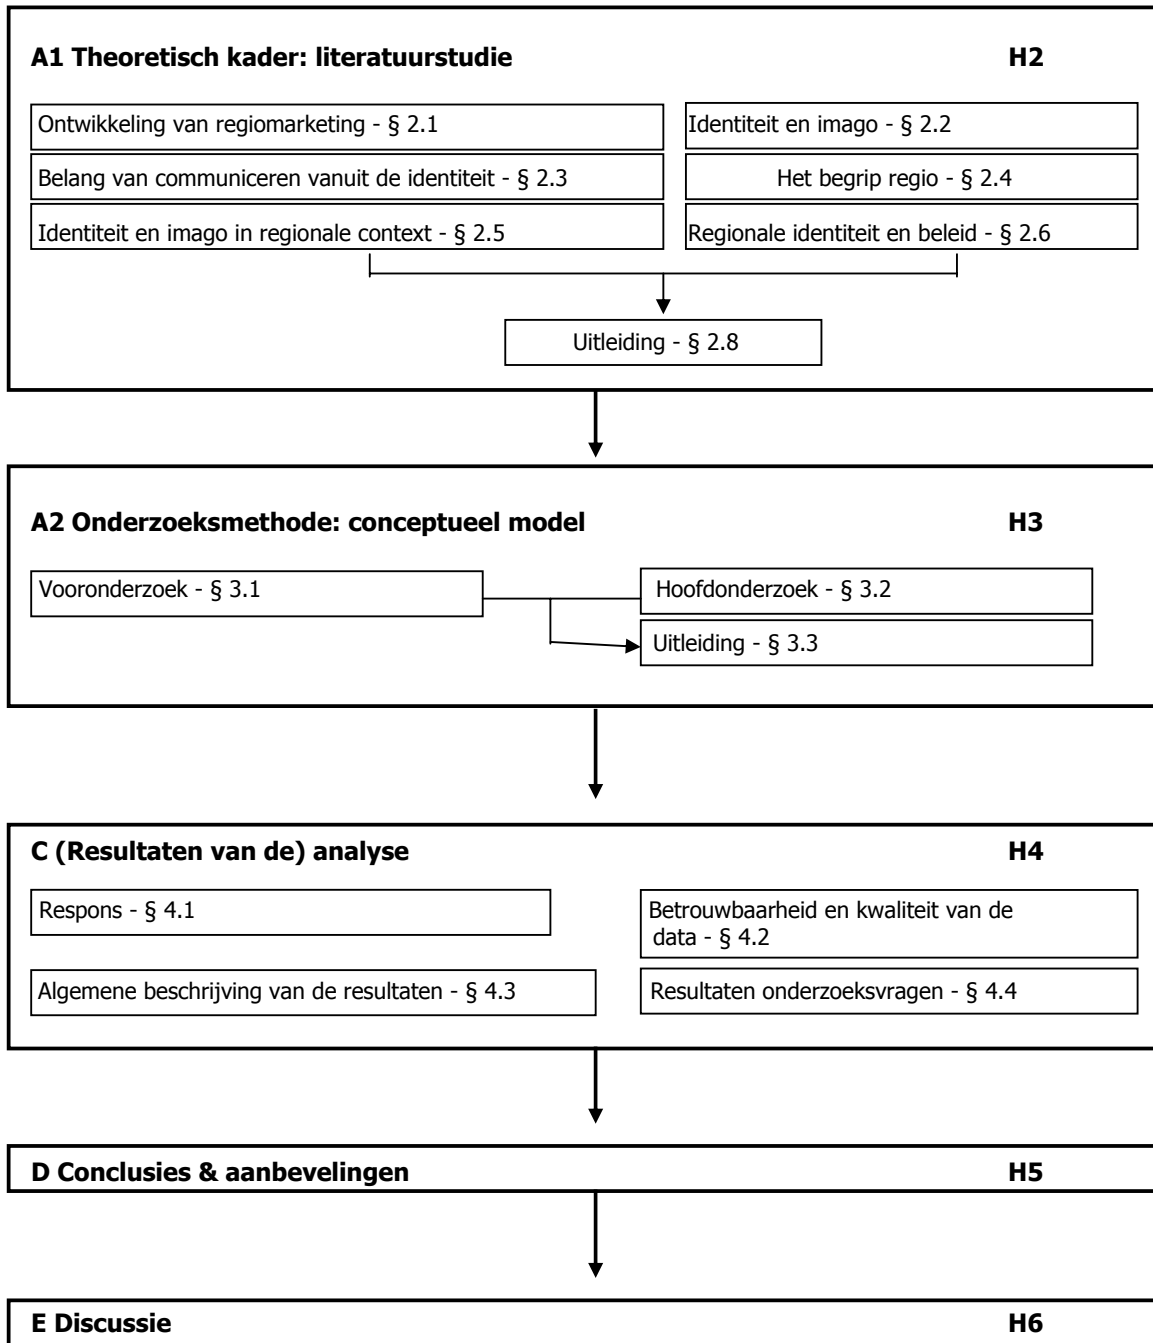 A1 Theoretisch kader: literatuurstudie H2
Ontwikkeling van regiomarketing - § 2.1
Identiteit en imago - § 2.2
Belang van communiceren vanuit de identiteit - § 2.3
Het begrip regio - § 2.4
Identiteit en imago in regionale context - § 2.5
Regionale identiteit en beleid - § 2.6
Uitleiding - § 2.8
A2 Onderzoeksmethode: conceptueel model H3
Vooronderzoek - § 3.1
Hoofdonderzoek - § 3.2
Uitleiding - § 3.3
C (Resultaten van de) analyse H4
Respons - § 4.1
Betrouwbaarheid en kwaliteit van de
data - § 4.2
Algemene beschrijving van de resultaten - § 4.3
Resultaten onderzoeksvragen - § 4.4
D Conclusies & aanbevelingen H5
E Discussie H6